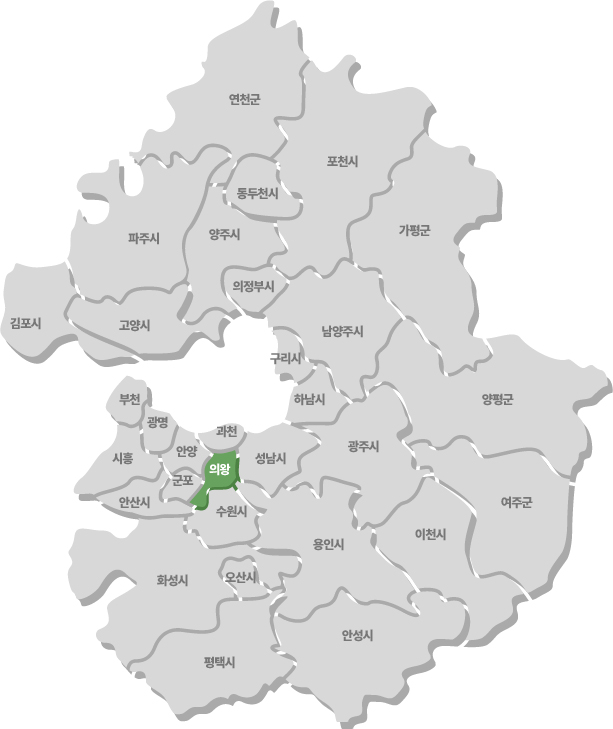 연천군
포천시
동두천시
가평군
양주시
파주시
의정부시
김포시
고양시
남양주시
구리시
양평군
하남시
부천
광명
과천
광주시
안양
시흥
의왕
성남시
군포
안산시
여주군
수원시
이천시
용인시
화성시
오산시
안성시
평택시